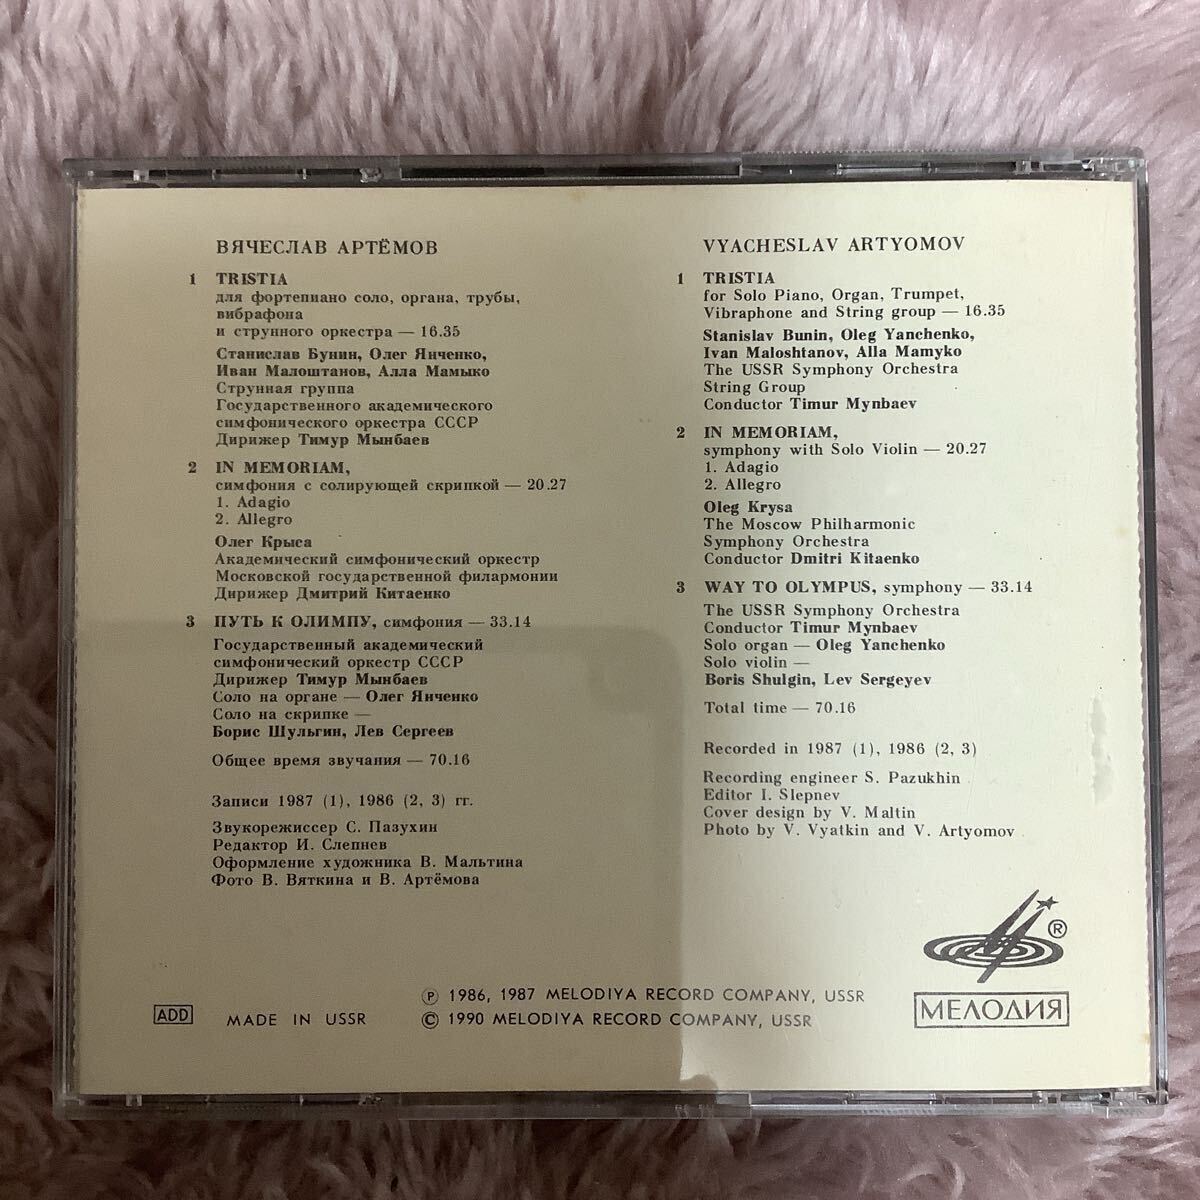 ВЯЧЕСЛАВ АРТЁМОВ
1 TRISTIA
для фортепиано соло, органа, трубы,
вибрафона
и струнного оркестра — 16.35
Станислав Бунин, Олег Янченко,
Иван Малоштанов, Алла Мамыко
Струнная группа
Государственного академического
симфонического оркестра СССР
Дирижер Тимур Мынбаев
2 IN MEMORIAM,
симфония с солирующей скрипкой — 20.27
1. Adagio
2. Allegro
Олег Крыса
Академический симфонический оркестр
Московской государственной филармонии
Дирижер Дмитрий Китаенко
3 ПУТЬ К ОЛИМПУ, симфония — 33.14
Государственный академический
симфонический оркестр СССР
Дирижер Тимур Мынбаев
Соло на органе — Олег Янченко
Соло на скрипке —
Борис Шульгин, Лев Сергеев
Общее время звучания — 70.16
Записи 1987 (1), 1986 (2, 3) гг.
Звукорежиссер С. Пазухин
Редактор И. Слепнев
Оформление художника В. Мальтина
Фото В. Вяткина и В. Артёмова
VYACHESLAV ARTYOMOV
1 TRISTIA
for Solo Piano, Organ, Trumpet,
Vibraphone and String group — 16.35
Stanislav Bunin, Oleg Yanchenko,
Ivan Maloshtanov, Alla Mamyko
The USSR Symphony Orchestra
String Group
Conductor Timur Mynbaev
2 IN MEMORIAM,
symphony with Solo Violin — 20.27
1. Adagio
2. Allegro
Oleg Krysa
The Moscow Philharmonic
Symphony Orchestra
Conductor Dmitri Kitaenko
3 WAY TO OLYMPUS, symphony — 33.14
The USSR Symphony Orchestra
Conductor Timur Mynbaev
Solo organ — Oleg Yanchenko
Solo violin —
Boris Shulgin, Lev Sergeyev
Total time — 70.16
Recorded in 1987 (1), 1986 (2, 3)
Recording engineer S. Pazukhin
Editor I. Slepnev
Cover design by V. Maltin
Photo by V. Vyatkin and V. Artyomov
®
МЕЛОДИЯ
ADD
MADE IN USSR
℗ 1986, 1987 MELODIYA RECORD COMPANY, USSR
© 1990 MELODIYA RECORD COMPANY, USSR